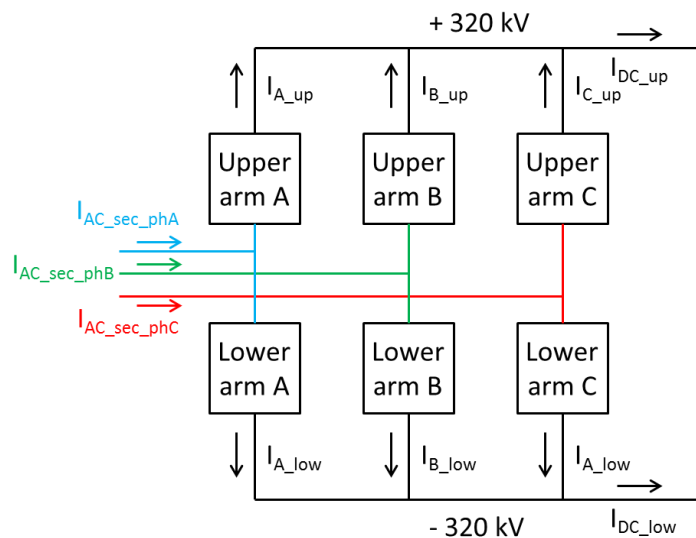 + 320 kV
I_DC_up
I_A_up
I_B_up
I_C_up
Upper
arm A
Upper
arm B
Upper
arm C
I_AC_sec_phA
I_AC_sec_phB
I_AC_sec_phC
Lower
arm A
Lower
arm B
Lower
arm C
I_A_low
I_B_low
I_A_low
- 320 kV
I_DC_low